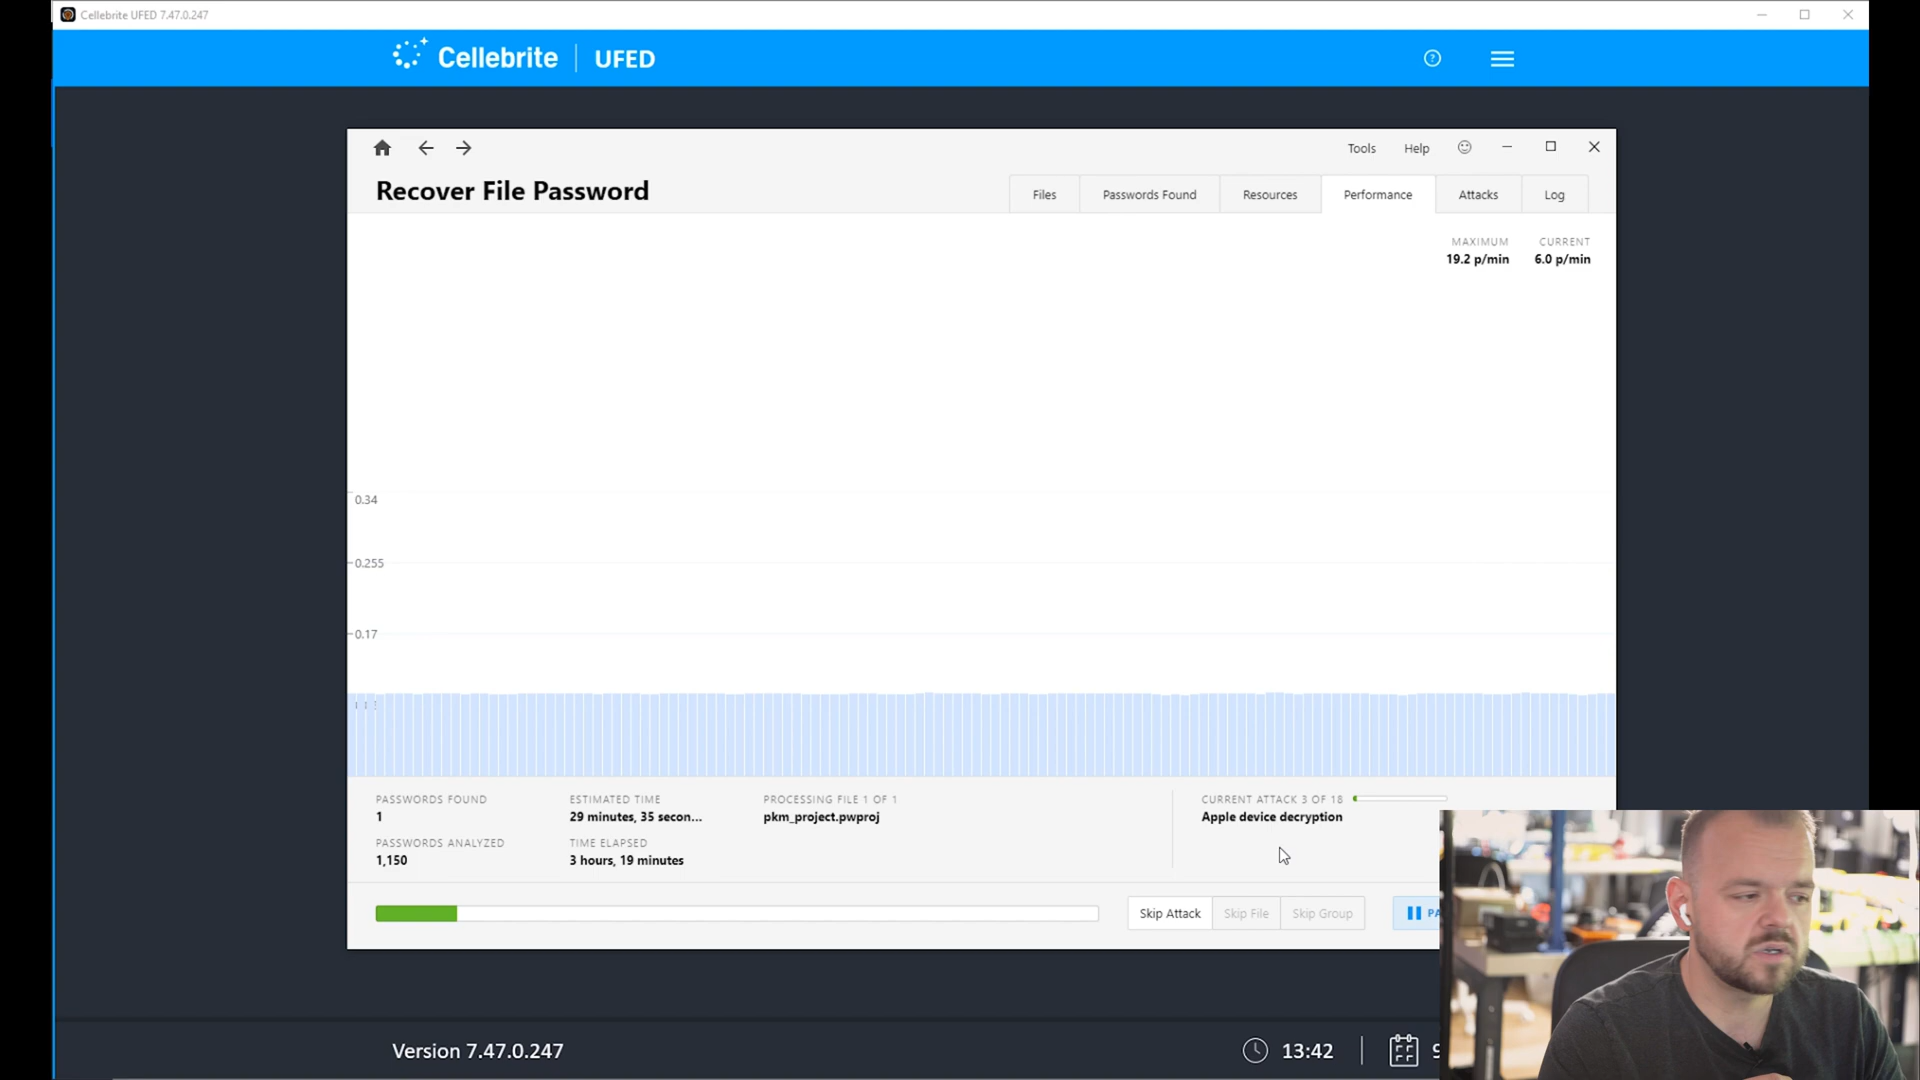 Cellebrite UFED 7.47.0.247
Cellebrite | UFED
Tools Help
Recover File Password
Files Passwords Found Resources Performance Attacks Log
MAXIMUM CURRENT
19.2 p/min 6.0 p/min
0.34
0.255
0.17
PASSWORDS FOUND ESTIMATED TIME PROCESSING FILE 1 OF 1 CURRENT ATTACK 3 OF 18
1 29 minutes, 35 secon... pkm_project.pwproj Apple device decryption
PASSWORDS ANALYZED TIME ELAPSED
1,150 3 hours, 19 minutes
Skip Attack Skip File Skip Group
Version 7.47.0.247 13:42